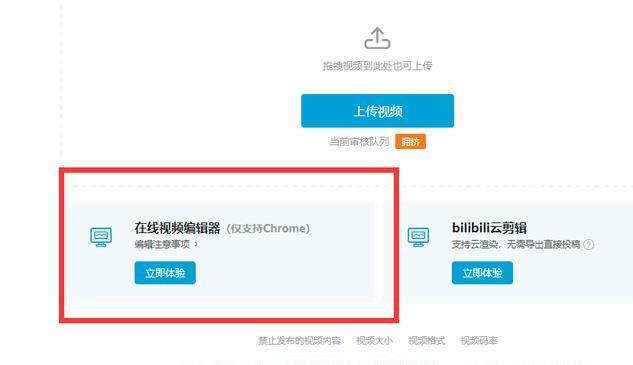 拖拽视频到此处也可上传
上传视频
当前审核队列 拥挤
在线视频编辑器（仅支持Chrome）
编辑注意事项 ›
立即体验
bilibili云剪辑
支持云渲染，无需导出直接投稿 ?
立即体验
禁止发布的视频内容 视频大小 视频格式 视频码率